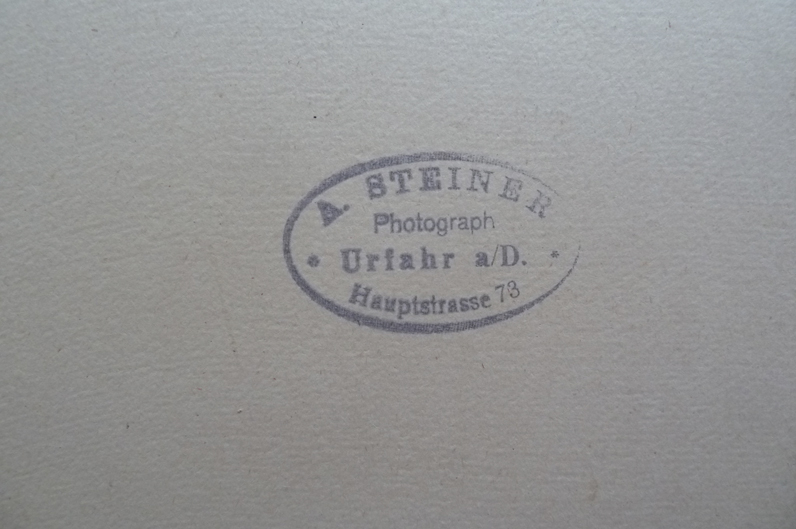 A. STEINER
Photograph
* Urfahr a/D. *
Hauptstrasse 73